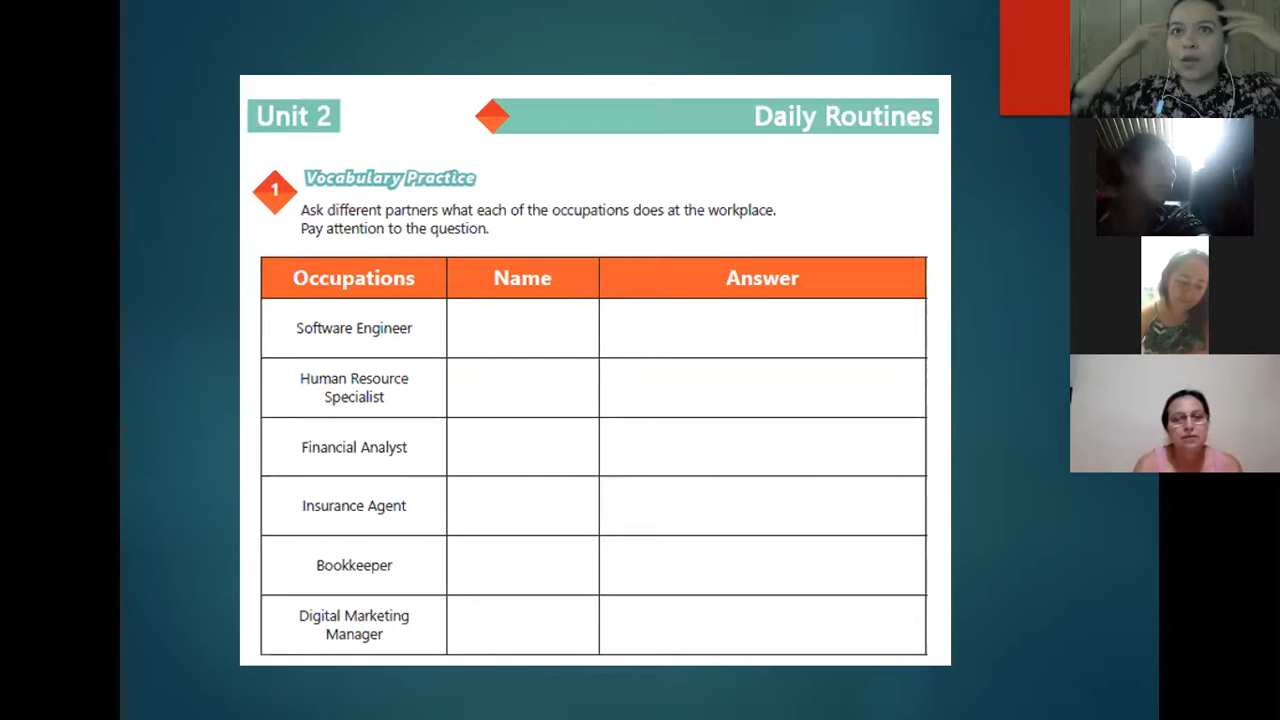 Unit 2
Daily Routines
1
Vocabulary Practice
Ask different partners what each of the occupations does at the workplace.
Pay attention to the question.
Occupations Name Answer
Software Engineer
Human Resource
Specialist
Financial Analyst
Insurance Agent
Bookkeeper
Digital Marketing
Manager